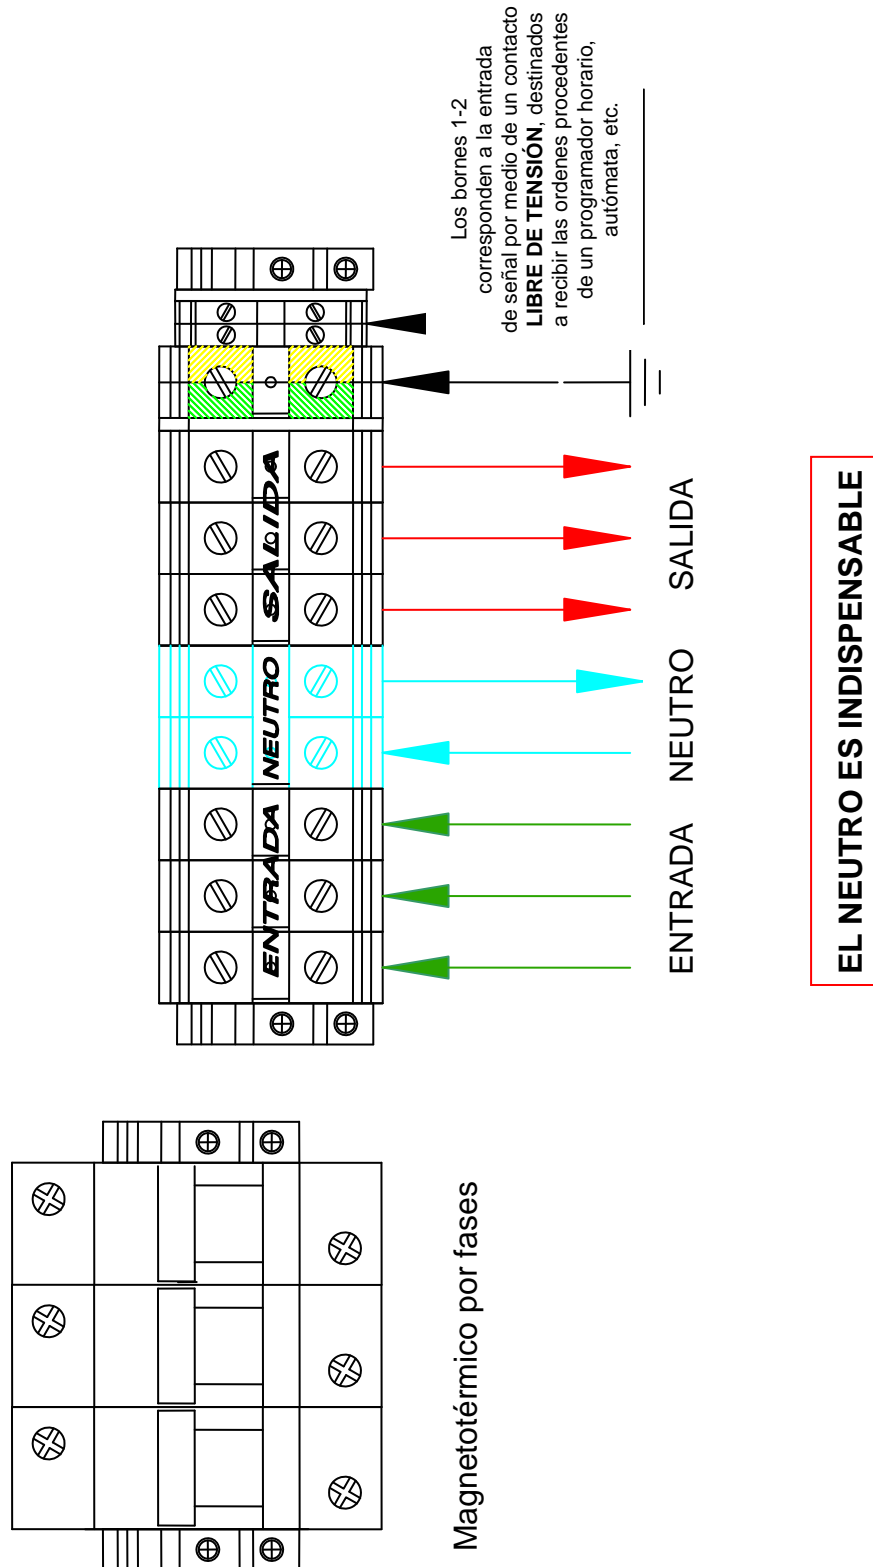 Magnetotérmico por fases
ENTRADA
NEUTRO
SALIDA
ENTRADA
NEUTRO
SALIDA
Los bornes 1-2
corresponden a la entrada
de señal por medio de un contacto
LIBRE DE TENSIÓN, destinados
a recibir las ordenes procedentes
de un programador horario,
autómata, etc.
EL NEUTRO ES INDISPENSABLE